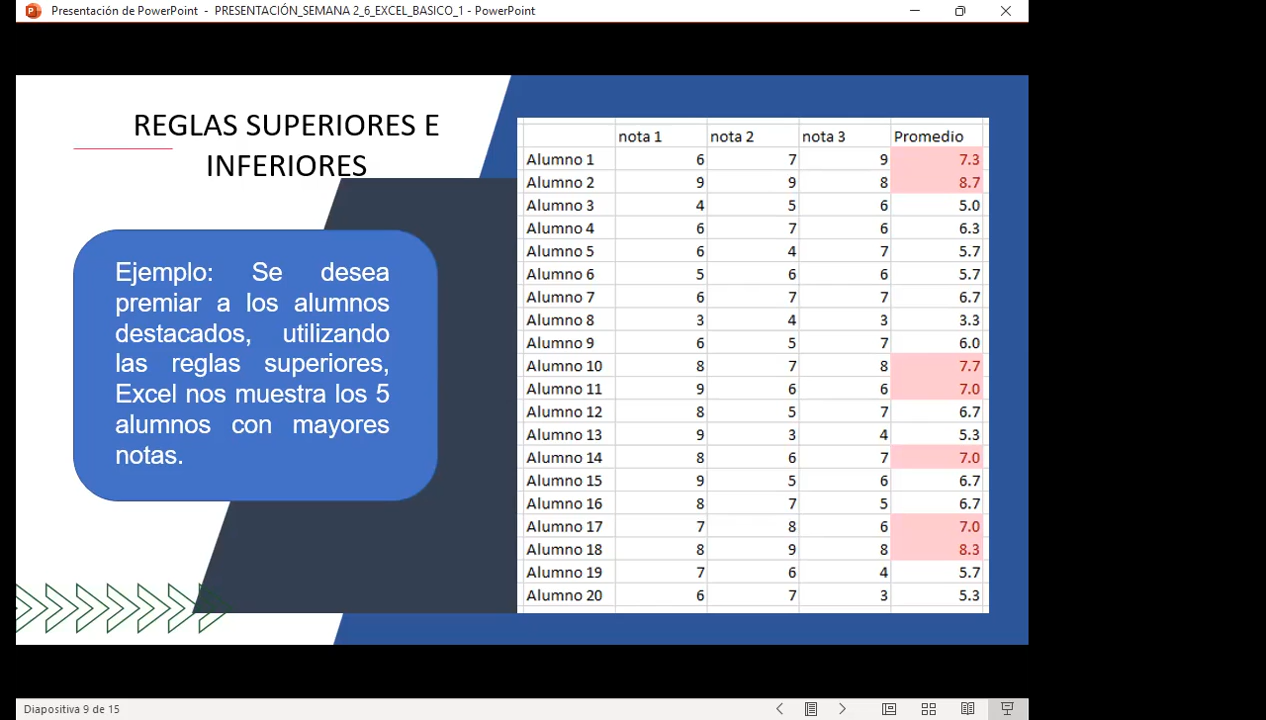 Presentación de PowerPoint - PRESENTACIÓN_SEMANA 2_6_EXCEL_BASICO_1 - PowerPoint
REGLAS SUPERIORES E
INFERIORES
Ejemplo: Se desea
premiar a los alumnos
destacados, utilizando
las reglas superiores,
Excel nos muestra los 5
alumnos con mayores
notas.
nota 1 nota 2 nota 3 Promedio
Alumno 1 6 7 9 7.3
Alumno 2 9 9 8 8.7
Alumno 3 4 5 6 5.0
Alumno 4 6 7 6 6.3
Alumno 5 6 4 7 5.7
Alumno 6 5 6 6 5.7
Alumno 7 6 7 7 6.7
Alumno 8 3 4 3 3.3
Alumno 9 6 5 7 6.0
Alumno 10 8 7 8 7.7
Alumno 11 9 6 6 7.0
Alumno 12 8 5 7 6.7
Alumno 13 9 3 4 5.3
Alumno 14 8 6 7 7.0
Alumno 15 9 5 6 6.7
Alumno 16 8 7 5 6.7
Alumno 17 7 8 6 7.0
Alumno 18 8 9 8 8.3
Alumno 19 7 6 4 5.7
Alumno 20 6 7 3 5.3
Diapositiva 9 de 15